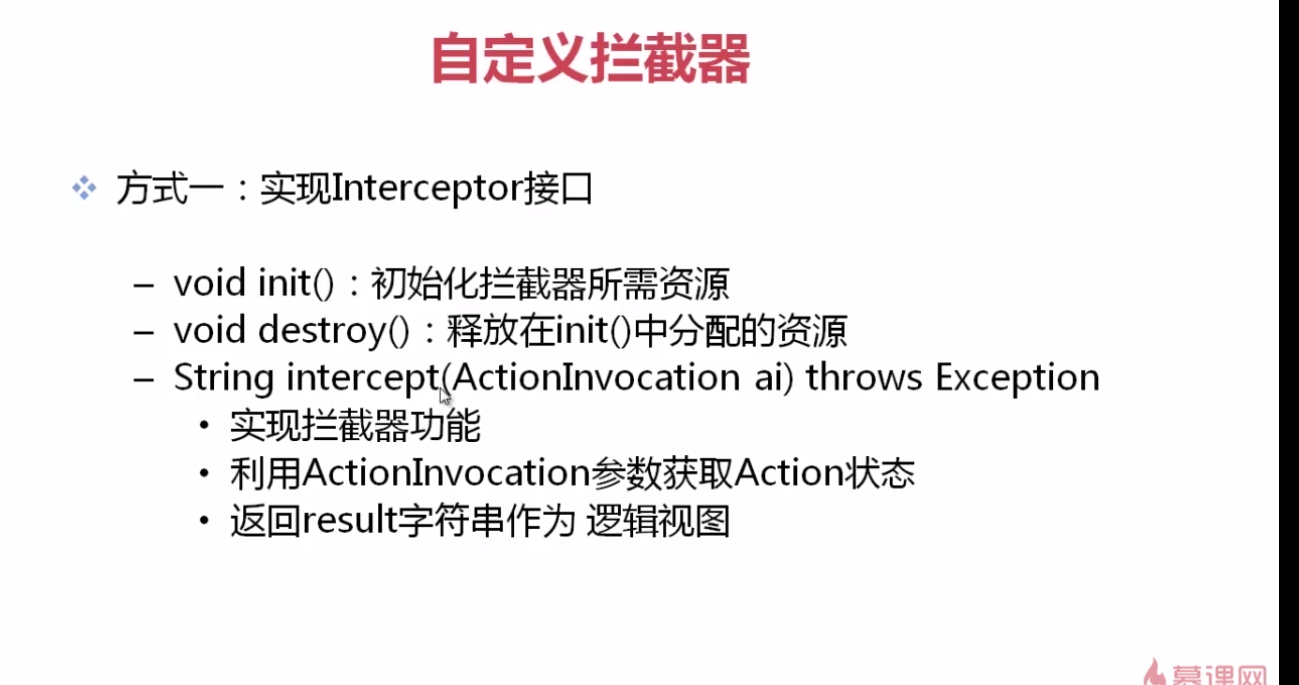 自定义拦截器
方式一：实现Interceptor接口
– void init()：初始化拦截器所需资源
– void destroy()：释放在init()中分配的资源
– String intercept(ActionInvocation ai) throws Exception
• 实现拦截器功能
• 利用ActionInvocation参数获取Action状态
• 返回result字符串作为 逻辑视图
慕课网